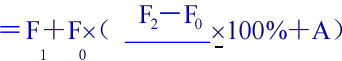 =F₁+F₀×( F₂−F₀ ×100%+A)